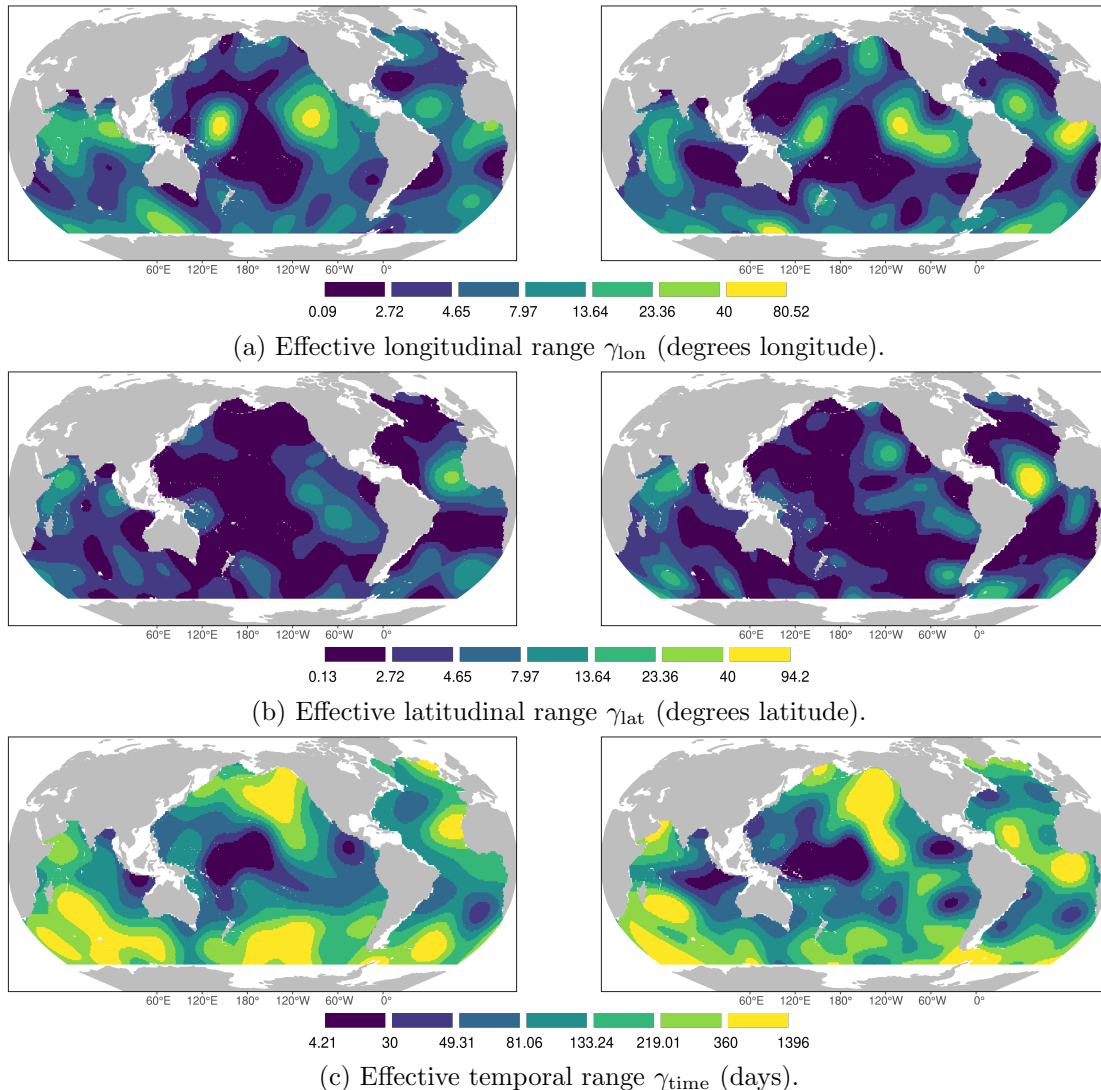 60°E 120°E 180° 120°W 60°W 0° 60°E 120°E 180° 120°W 60°W 0°
0.09 2.72 4.65 7.97 13.64 23.36 40 80.52
(a) Effective longitudinal range γlon (degrees longitude).
60°E 120°E 180° 120°W 60°W 0° 60°E 120°E 180° 120°W 60°W 0°
0.13 2.72 4.65 7.97 13.64 23.36 40 94.2
(b) Effective latitudinal range γlat (degrees latitude).
60°E 120°E 180° 120°W 60°W 0° 60°E 120°E 180° 120°W 60°W 0°
4.21 30 49.31 81.06 133.24 219.01 360 1396
(c) Effective temporal range γtime (days).